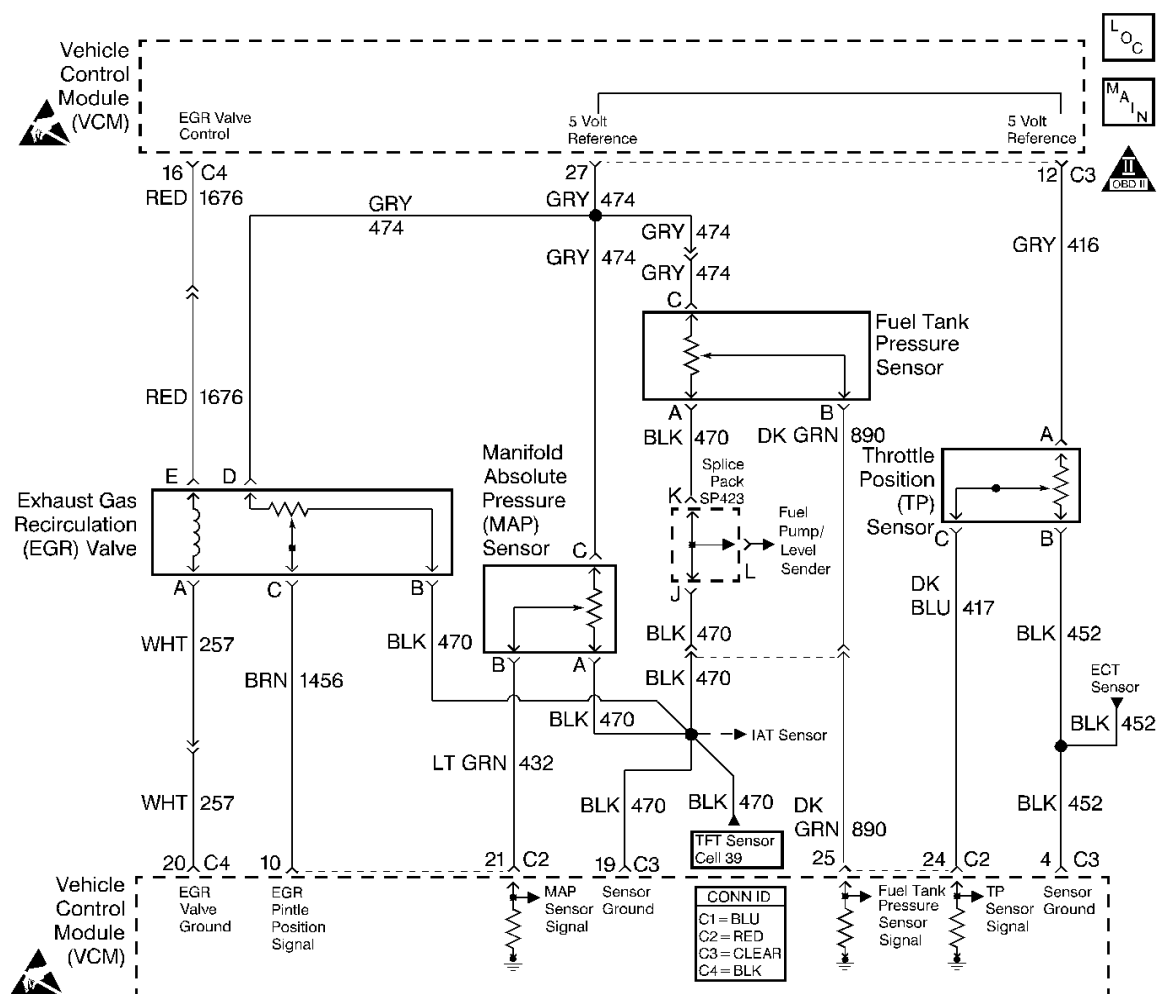 Vehicle
Control
Module
(VCM)
EGR Valve
Control
5 Volt
Reference
5 Volt
Reference
LOC
MAIN
II
OBD II
16 C4
27
12 C3
RED 1676
GRY 474
GRY
474
GRY 474
GRY 474
GRY 474
GRY 416
C
Fuel Tank
Pressure
Sensor
RED 1676
A
B
BLK 470
DK GRN 890
A
Throttle
Position
(TP)
Sensor
Manifold
Absolute
Pressure
(MAP)
Sensor
Splice
Pack
SP423
K
Fuel
Pump/
Level
Sender
L
J
E
D
Exhaust Gas
Recirculation
(EGR) Valve
C
C
B
A
C
B
DK
BLU 417
WHT 257
BLK 470
BLK 470
BLK 452
B
A
BRN 1456
BLK 470
ECT
Sensor
BLK 470
BLK 452
IAT Sensor
LT GRN 432
WHT 257
BLK 470
BLK 470
DK
GRN 890
BLK 452
TFT Sensor
Cell 39
20 C4
10
21 C2
19 C3
25
24 C2
4 C3
Vehicle
Control
Module
(VCM)
EGR
Valve
Ground
EGR
Pintle
Position
Signal
MAP
Sensor
Signal
Sensor
Ground
CONN ID
C1 = BLU
C2 = RED
C3 = CLEAR
C4 = BLK
Fuel Tank
Pressure
Sensor
Signal
TP
Sensor
Signal
Sensor
Ground